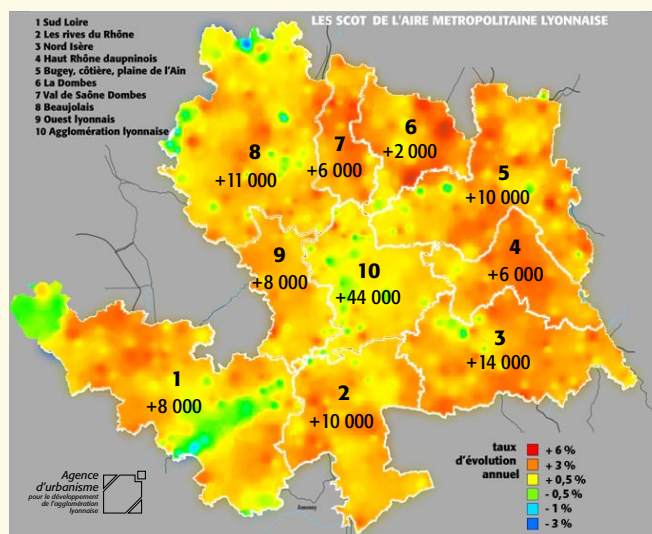 LES SCOT DE L'AIRE METROPOLITAINE LYONNAISE
1 Sud Loire
2 Les rives du Rhône
3 Nord Isère
4 Haut Rhône daupninois
5 Bugey, côtière, plaine de l'Ain
6 La Dombes
7 Val de Saône Dombes
8 Beaujolais
9 Ouest lyonnais
10 Agglomération lyonnaise
8
+11 000
7
+6 000
6
+2 000
5
+10 000
9
+8 000
10
+44 000
4
+6 000
3
+14 000
1
+8 000
2
+10 000
Annonay
Agence
d'urbanisme
pour le développement
de l'agglomération
lyonnaise
taux
d'évolution
annuel
+ 6 %
+ 3 %
+ 0,5 %
- 0,5 %
- 1 %
- 3 %